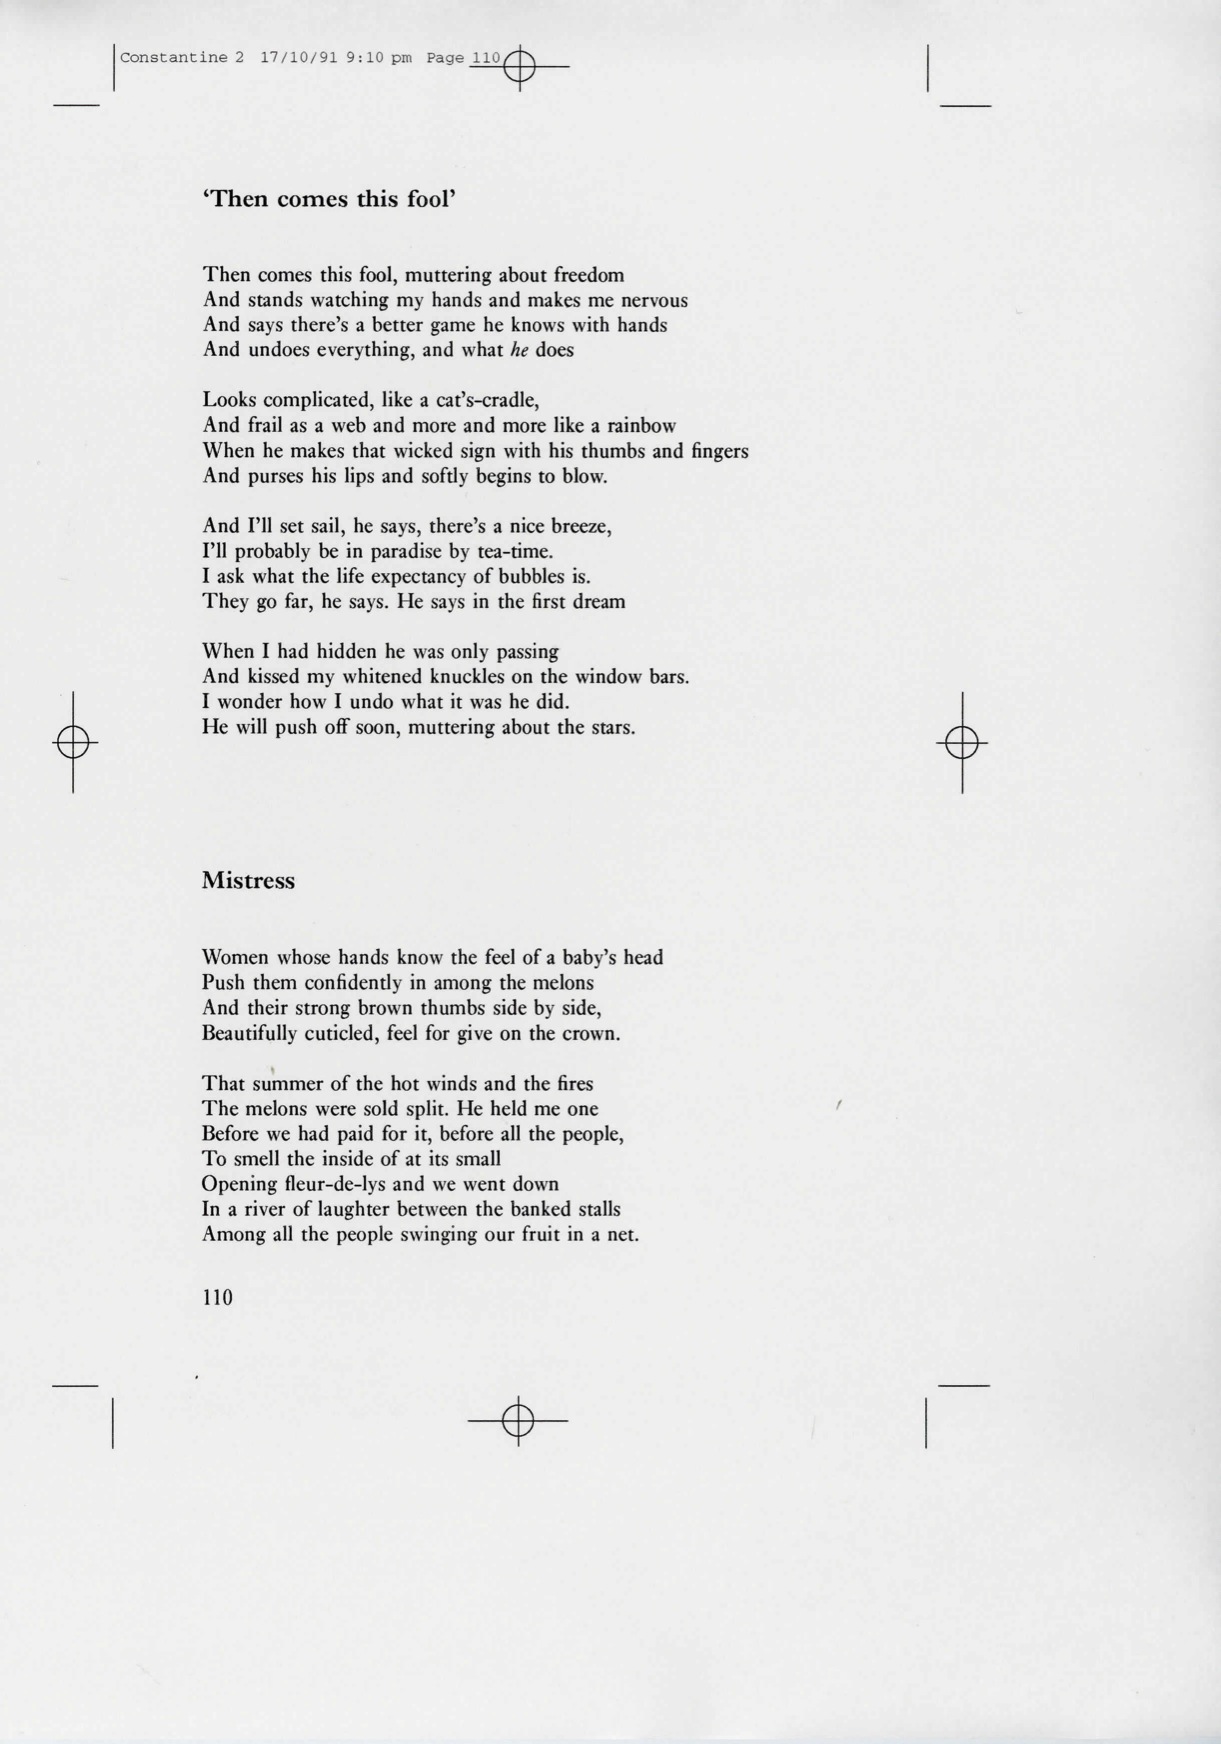 Constantine 2 17/10/91 9:10 pm Page 110
‘Then comes this fool’
Then comes this fool, muttering about freedom
And stands watching my hands and makes me nervous
And says there’s a better game he knows with hands
And undoes everything, and what he does
Looks complicated, like a cat’s-cradle,
And frail as a web and more and more like a rainbow
When he makes that wicked sign with his thumbs and fingers
And purses his lips and softly begins to blow.
And I’ll set sail, he says, there’s a nice breeze,
I’ll probably be in paradise by tea-time.
I ask what the life expectancy of bubbles is.
They go far, he says. He says in the first dream
When I had hidden he was only passing
And kissed my whitened knuckles on the window bars.
I wonder how I undo what it was he did.
He will push off soon, muttering about the stars.
Mistress
Women whose hands know the feel of a baby’s head
Push them confidently in among the melons
And their strong brown thumbs side by side,
Beautifully cuticled, feel for give on the crown.
That summer of the hot winds and the fires
The melons were sold split. He held me one
Before we had paid for it, before all the people,
To smell the inside of at its small
Opening fleur-de-lys and we went down
In a river of laughter between the banked stalls
Among all the people swinging our fruit in a net.
110